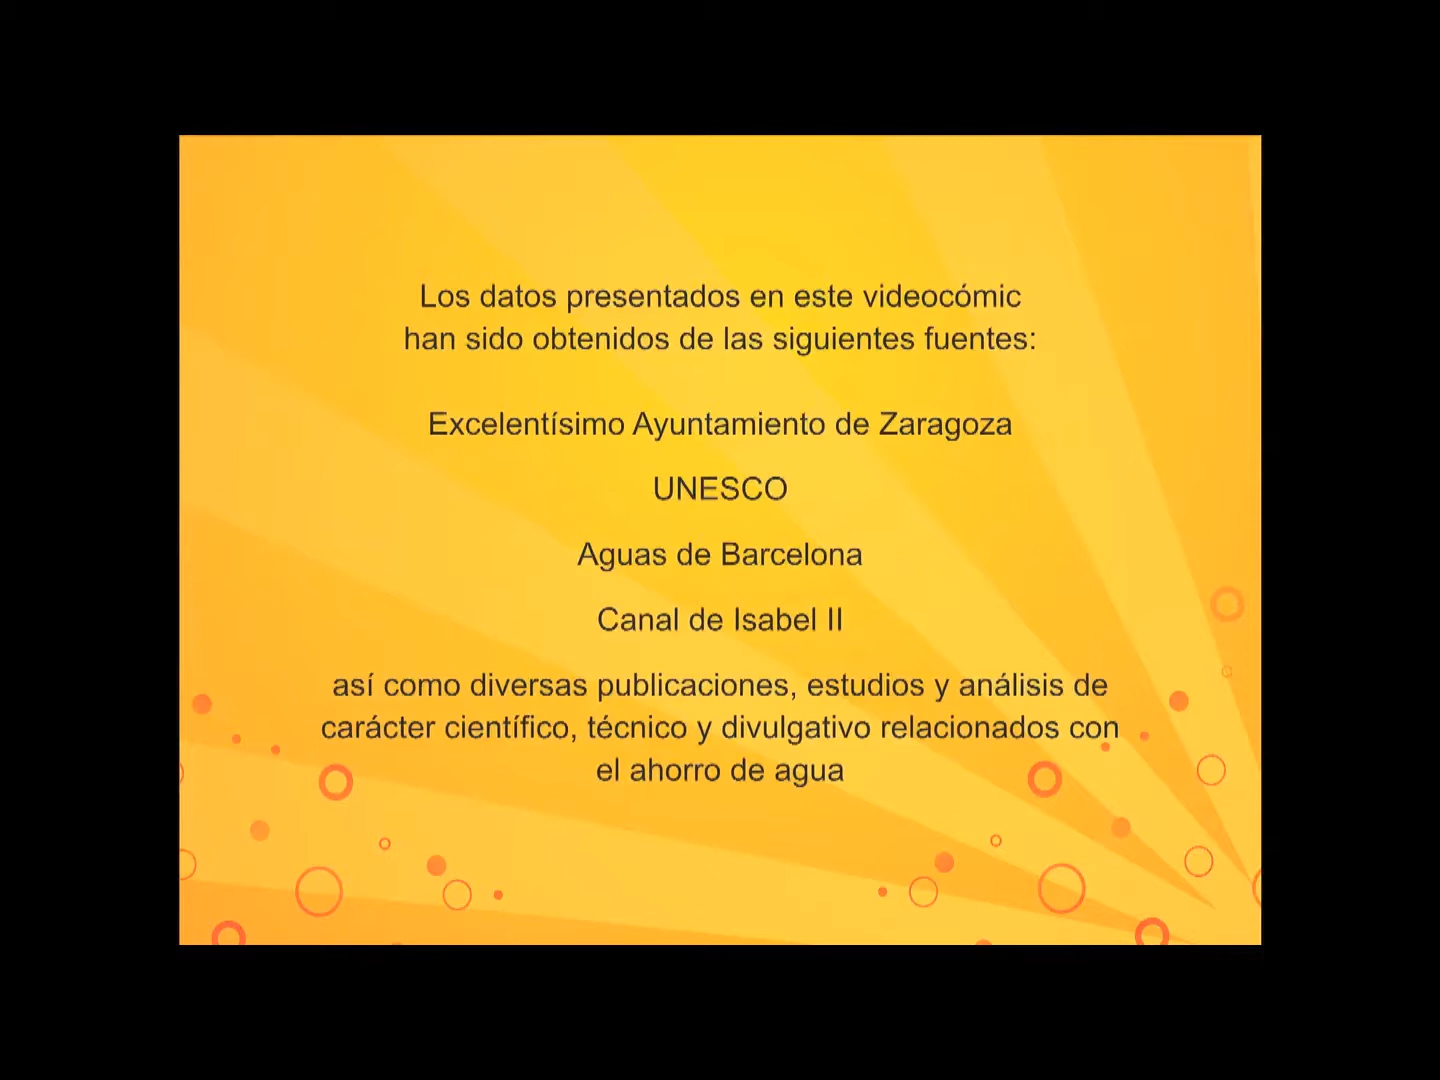 Los datos presentados en este videocómic
han sido obtenidos de las siguientes fuentes:
Excelentísimo Ayuntamiento de Zaragoza
UNESCO
Aguas de Barcelona
Canal de Isabel II
así como diversas publicaciones, estudios y análisis de
carácter científico, técnico y divulgativo relacionados con
el ahorro de agua